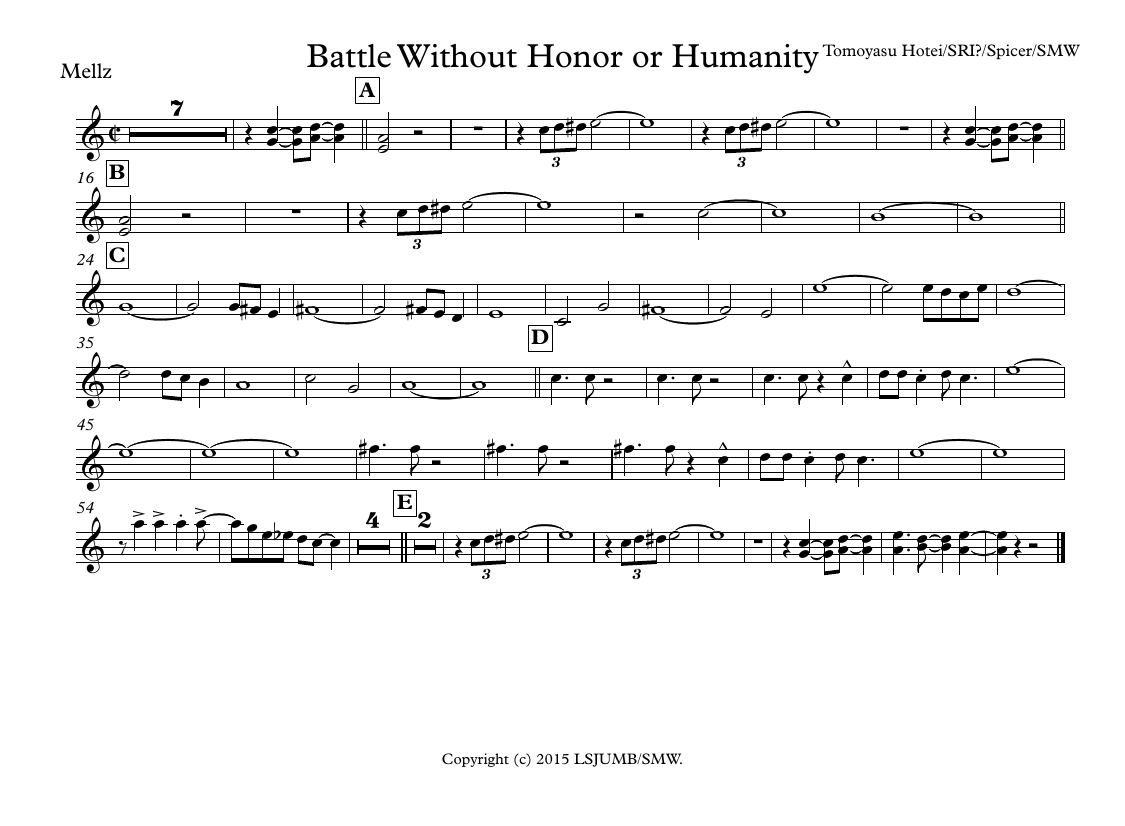 Battle Without Honor or Humanity
Tomoyasu Hotei/SRI?/Spicer/SMW
Mellz
A
7
3
3
16
B
3
24
C
35
D
45
54
4
E
2
3
3
Copyright (c) 2015 LSJUMB/SMW.